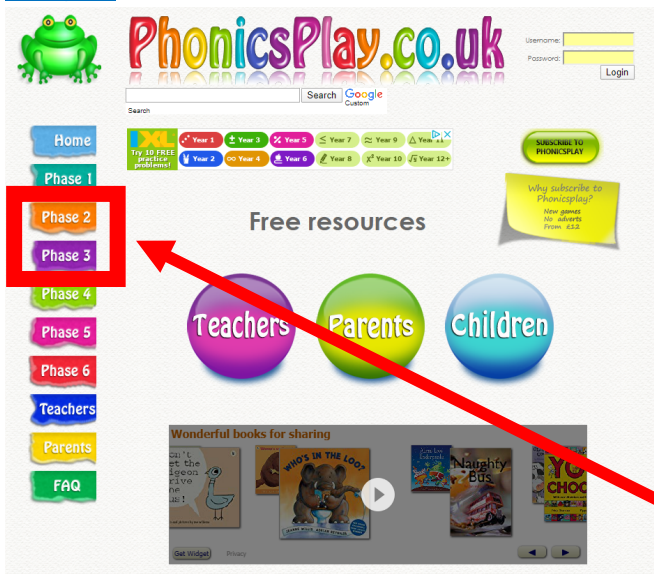 PhonicsPlay.co.uk
Username:
Password:
Login
Search
Google
Custom
Search
IXL
Try 10 FREE
practice
problems!
Year 1
± Year 3
% Year 5
≤ Year 7
≈ Year 9
△ Year 11
Year 2
∞ Year 4
Year 6
Year 8
x² Year 10
Year 12+
SUBSCRIBE TO
PHONICSPLAY
Why subscribe to
Phonicsplay?
New games
No adverts
From £12
Home
Phase 1
Phase 2
Phase 3
Phase 4
Phase 5
Phase 6
Teachers
Parents
FAQ
Free resources
Teachers
Parents
Children
Wonderful books for sharing
WHO'S IN THE LOO?
Naughty
Bus
Get Widget
Privacy